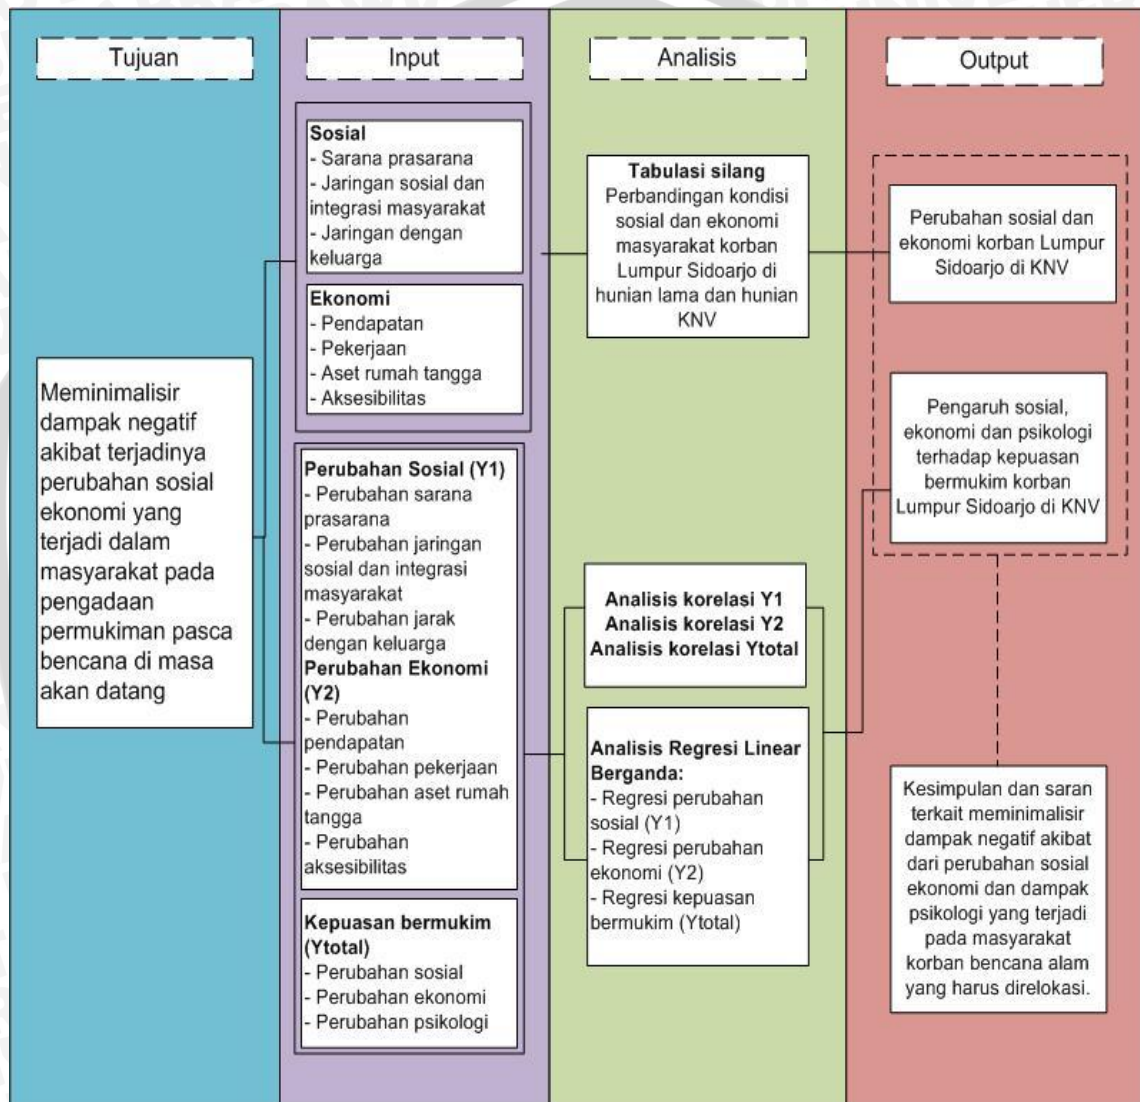 Tujuan
Input
Analisis
Output
Meminimalisir
dampak negatif
akibat terjadinya
perubahan sosial
ekonomi yang
terjadi dalam
masyarakat pada
pengadaan
permukiman pasca
bencana di masa
akan datang
Sosial
- Sarana prasarana
- Jaringan sosial dan
integrasi masyarakat
- Jaringan dengan
keluarga
Ekonomi
- Pendapatan
- Pekerjaan
- Aset rumah tangga
- Aksesibilitas
Perubahan Sosial (Y1)
- Perubahan sarana
prasarana
- Perubahan jaringan
sosial dan integrasi
masyarakat
- Perubahan jarak
dengan keluarga
Perubahan Ekonomi
(Y2)
- Perubahan
pendapatan
- Perubahan pekerjaan
- Perubahan aset rumah
tangga
- Perubahan
aksesibilitas
Kepuasan bermukim
(Ytotal)
- Perubahan sosial
- Perubahan ekonomi
- Perubahan psikologi
Tabulasi silang
Perbandingan kondisi
sosial dan ekonomi
masyarakat korban
Lumpur Sidoarjo di
hunian lama dan hunian
KNV
Analisis korelasi Y1
Analisis korelasi Y2
Analisis korelasi Ytotal
Analisis Regresi Linear
Berganda:
- Regresi perubahan
sosial (Y1)
- Regresi perubahan
ekonomi (Y2)
- Regresi kepuasan
bermukim (Ytotal)
Perubahan sosial dan
ekonomi korban Lumpur
Sidoarjo di KNV
Pengaruh sosial,
ekonomi dan psikologi
terhadap kepuasan
bermukim korban
Lumpur Sidoarjo di KNV
Kesimpulan dan saran
terkait meminimalisir
dampak negatif akibat
dari perubahan sosial
ekonomi dan dampak
psikologi yang terjadi
pada masyarakat
korban bencana alam
yang harus direlokasi.